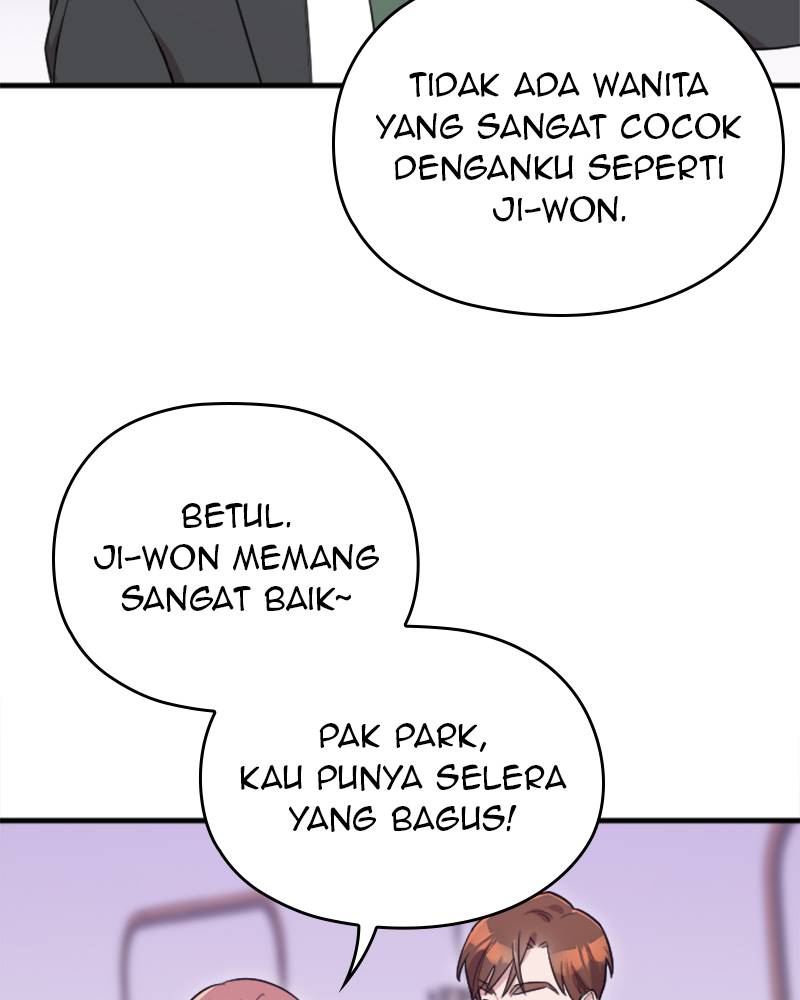 TIDAK ADA WANITA
YANG SANGAT COCOK
DENGANKU SEPERTI
JI-WON.
BETUL.
JI-WON MEMANG
SANGAT BAIK~
PAK PARK,
KAU PUNYA SELERA
YANG BAGUS!